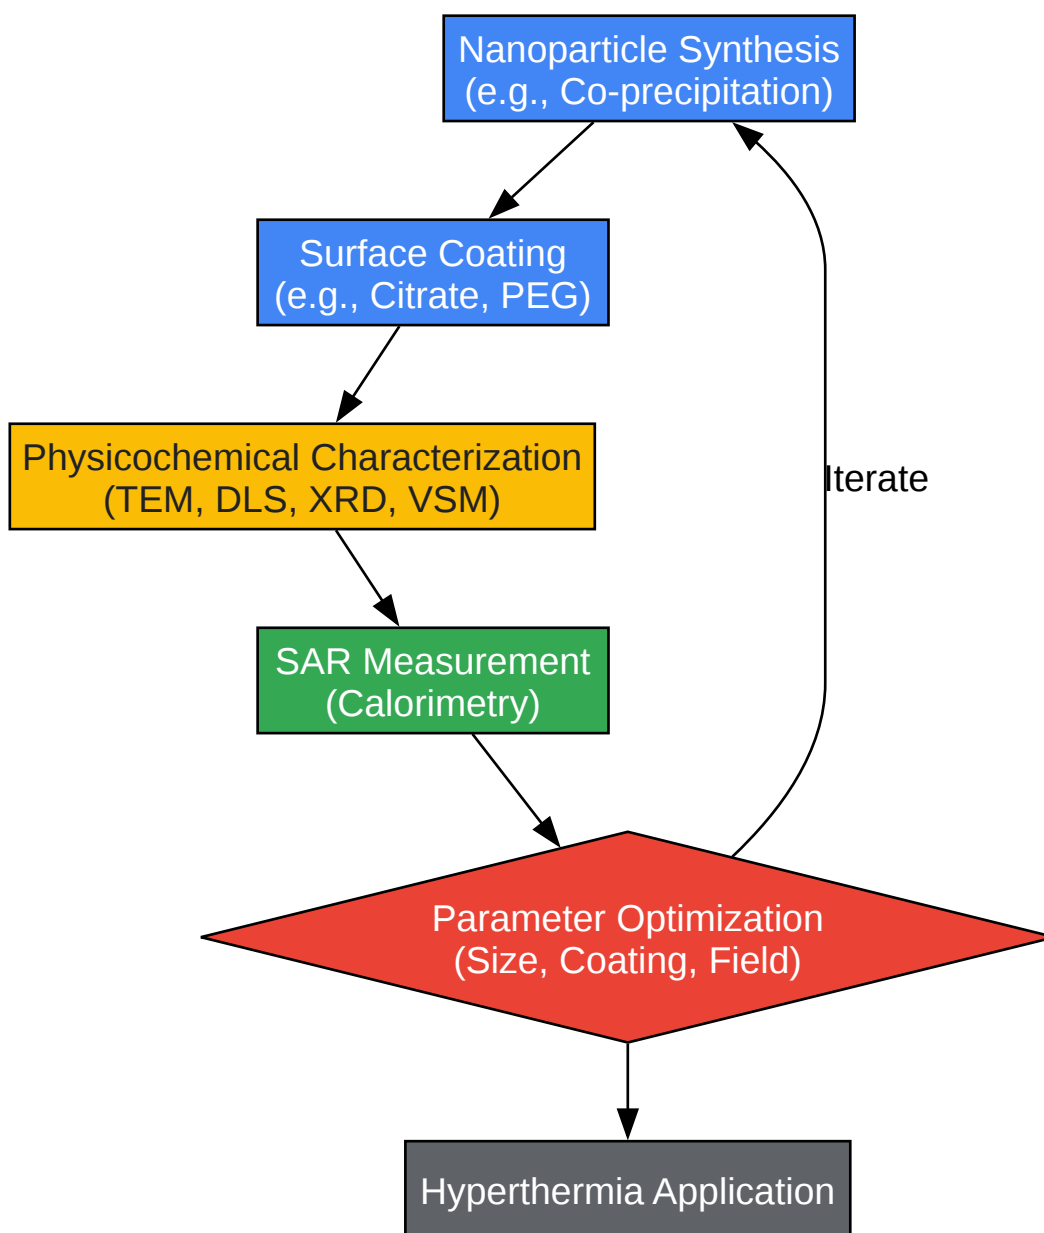 Nanoparticle Synthesis
(e.g., Co-precipitation)
Surface Coating
(e.g., Citrate, PEG)
Physicochemical Characterization
(TEM, DLS, XRD, VSM)
Iterate
SAR Measurement
(Calorimetry)
Parameter Optimization
(Size, Coating, Field)
Hyperthermia Application